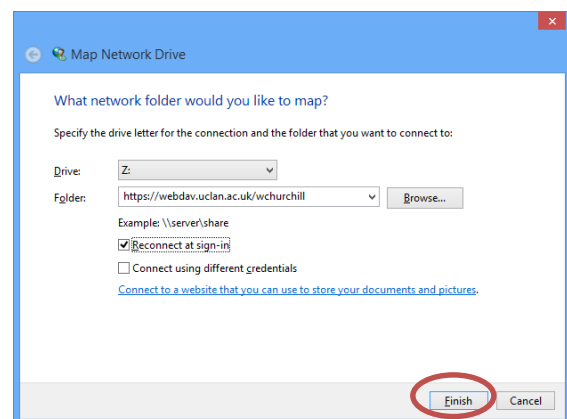 Map Network Drive
What network folder would you like to map?
Specify the drive letter for the connection and the folder that you want to connect to:
Drive: Z:
Folder: https://webdav.uclan.ac.uk/wchurchill Browse...
Example: \\server\share
Reconnect at sign-in
Connect using different credentials
Connect to a website that you can use to store your documents and pictures.
Finish Cancel